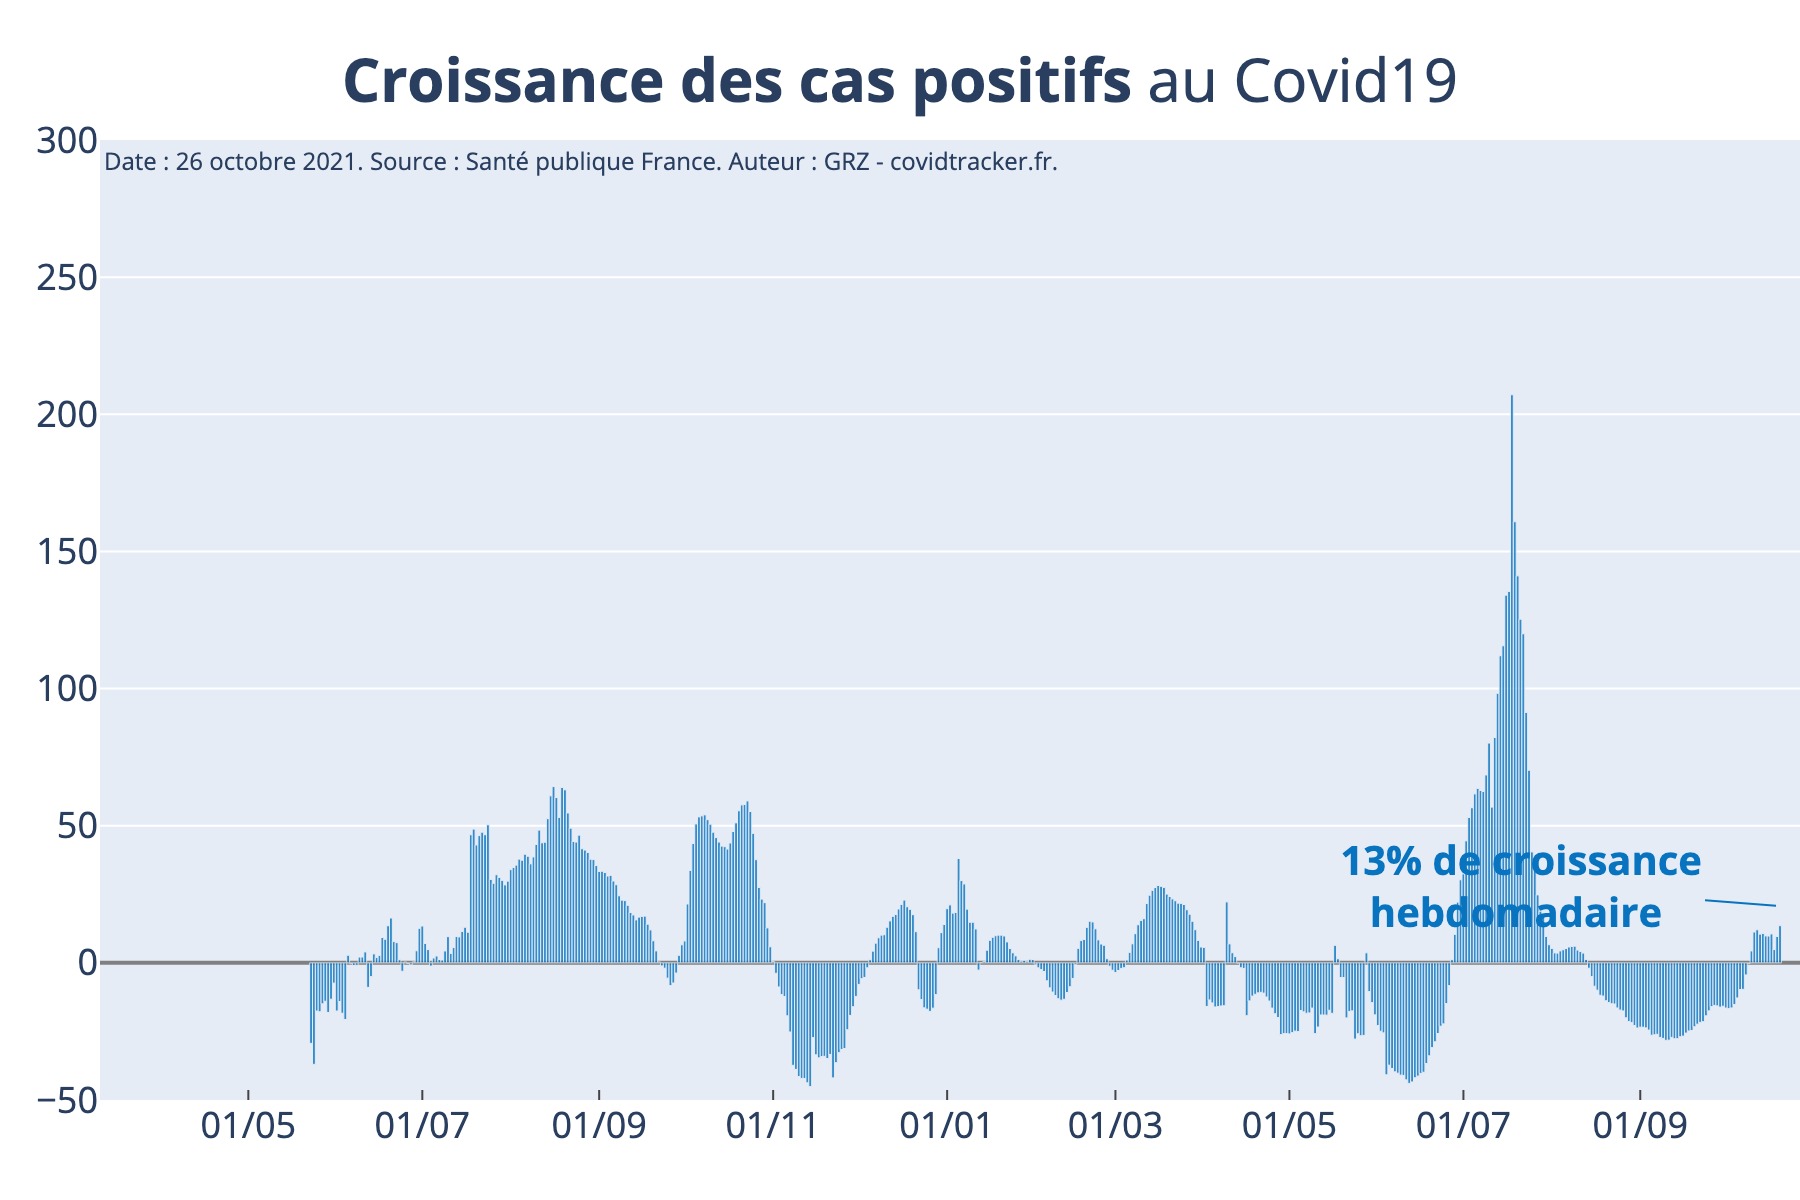 Croissance des cas positifs au Covid19
300
Date : 26 octobre 2021. Source : Santé publique France. Auteur : GRZ - covidtracker.fr.
250
200
150
100
50
13% de croissance
hebdomadaire
0
−50
01/05 01/07 01/09 01/11 01/01 01/03 01/05 01/07 01/09